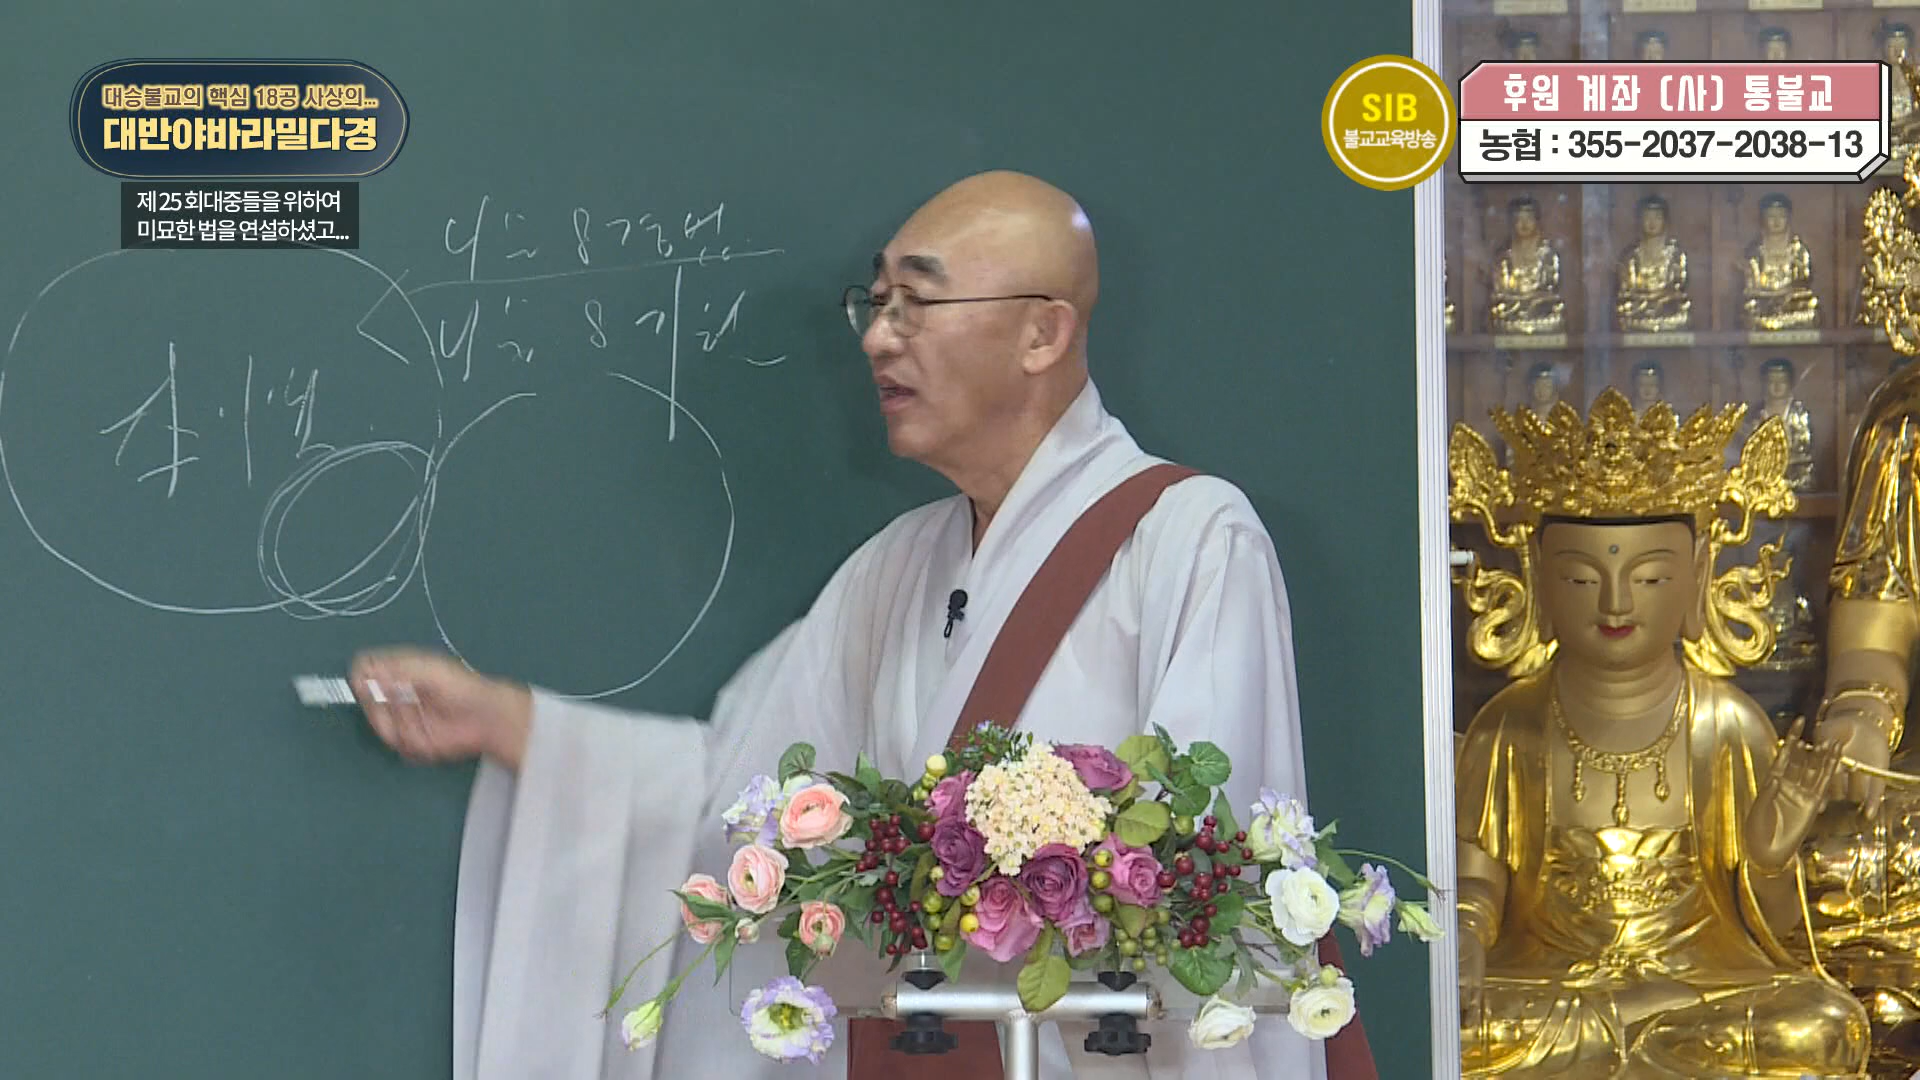 대승불교의 핵심 18공 사상의...
대반야바라밀다경
제25회대중들을 위하여
미묘한 법을 연설하셨고...
SIB
불교교육방송
후원 계좌 (사) 통불교
농협 : 355-2037-2038-13